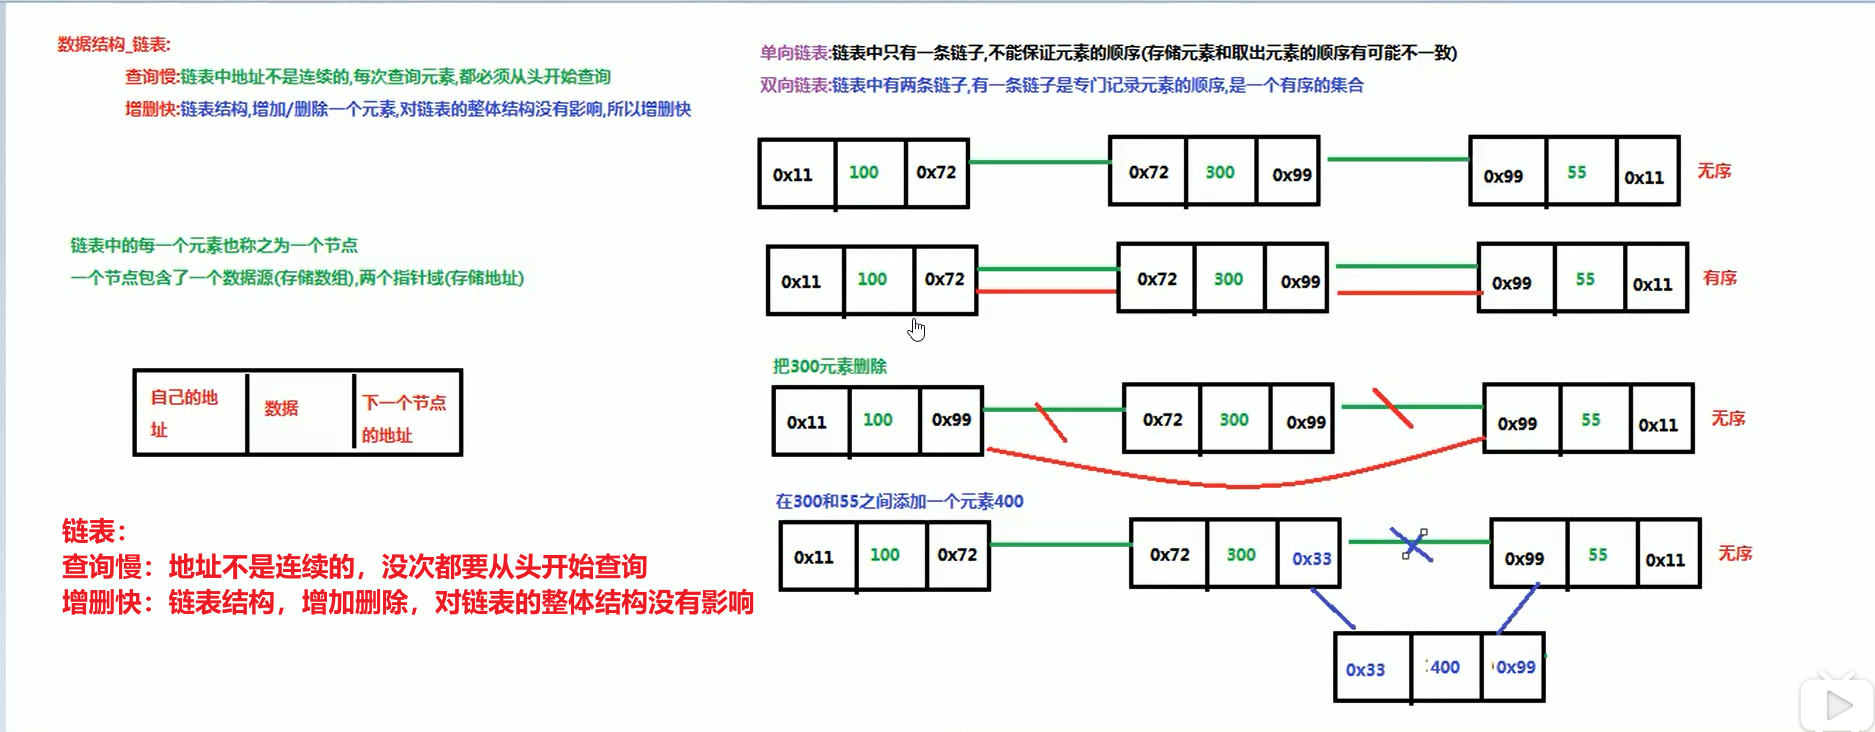 数据结构_链表:
查询慢:链表中地址不是连续的,每次查询元素,都必须从头开始查询
增删快:链表结构,增加/删除一个元素,对链表的整体结构没有影响,所以增删快
链表中的每一个元素也称之为一个节点
一个节点包含了一个数据源(存储数组),两个指针域(存储地址)
自己的地
址
数据
下一个节点
的地址
链表：
查询慢：地址不是连续的，没次都要从头开始查询
增删快：链表结构，增加删除，对链表的整体结构没有影响
单向链表:链表中只有一条链子,不能保证元素的顺序(存储元素和取出元素的顺序有可能不一致)
双向链表:链表中有两条链子,有一条链子是专门记录元素的顺序,是一个有序的集合
0x11 100 0x72 0x72 300 0x99 0x99 55 0x11 无序
0x11 100 0x72 0x72 300 0x99 0x99 55 0x11 有序
把300元素删除
0x11 100 0x99 0x72 300 0x99 0x99 55 0x11 无序
在300和55之间添加一个元素400
0x11 100 0x72 0x72 300 0x33 0x99 55 0x11 无序
0x33 400 0x99